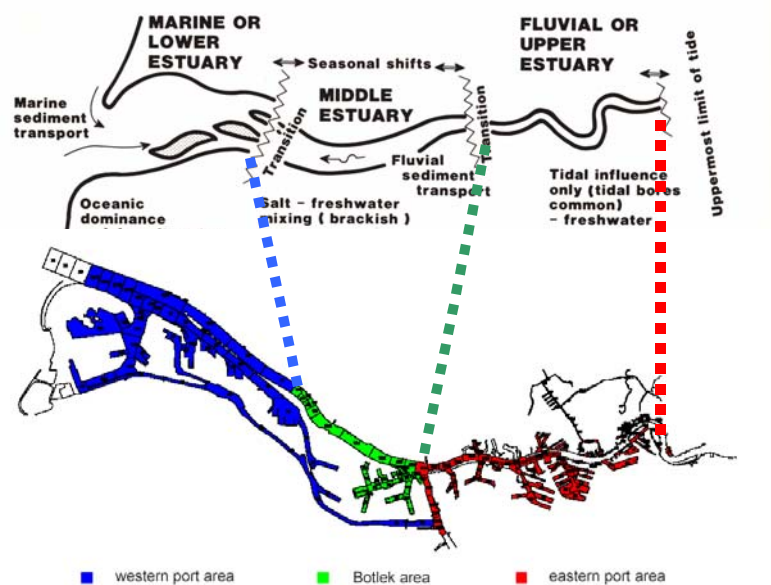 MARINE OR
LOWER
ESTUARY
Seasonal shifts
FLUVIAL OR
UPPER
ESTUARY
Uppermost limit of tide
Marine
sediment
transport
MIDDLE
ESTUARY
Transition
Transition
Fluvial
sediment
transport
Oceanic
dominance
Salt - freshwater
mixing ( brackish )
Tidal influence
only (tidal bores
common)
- freshwater
western port area
Botlek area
eastern port area